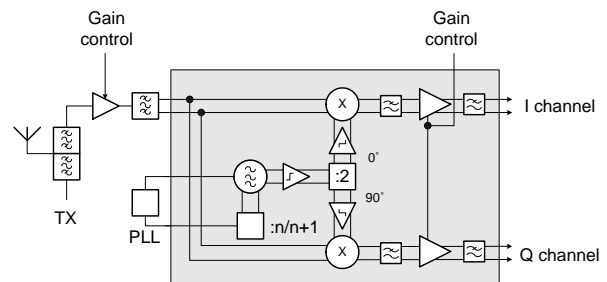 Gain
control
Gain
control
X
I channel
0°
:2
90°
:n/n+1
TX
PLL
X
Q channel